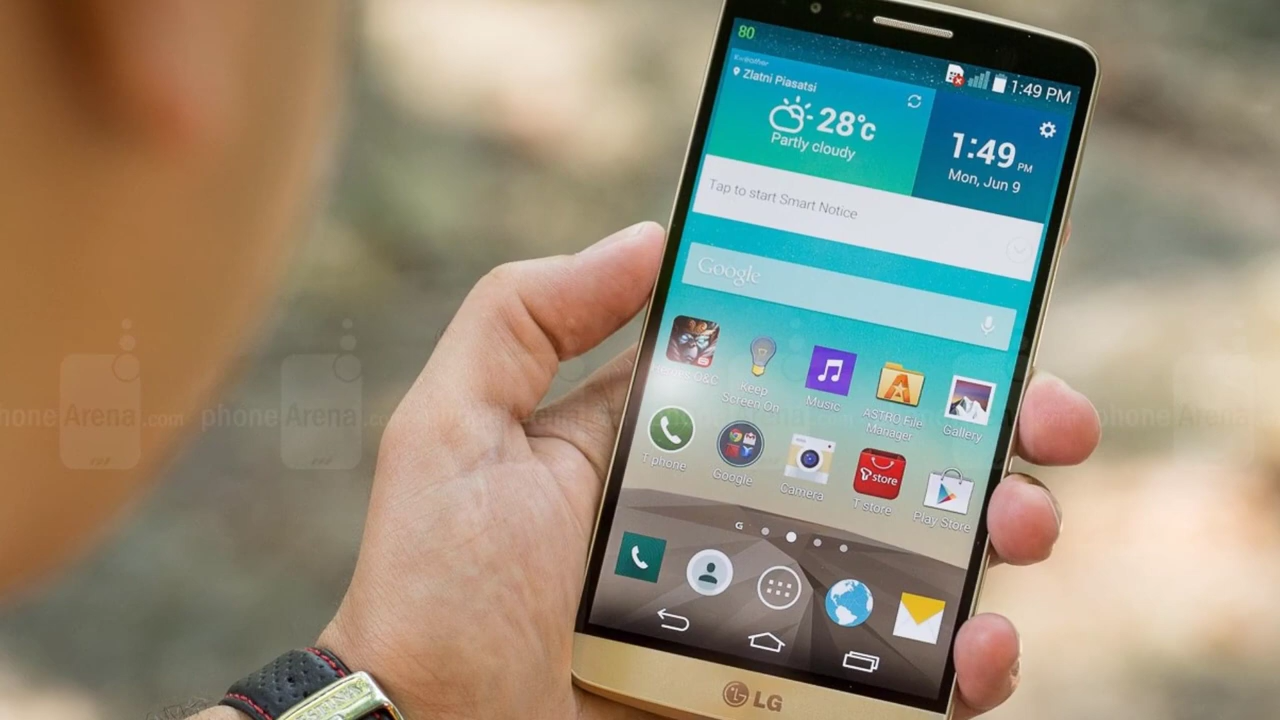 80
1:49 PM
Weather
Zlatni Piasatsi
28°c
Partly cloudy
1:49 PM
Mon, Jun 9
Tap to start Smart Notice
Google
O&C
Keep
Screen On
Music
ASTRO File
Manager
Gallery
T phone
Google
Camera
T store
T store
Play Store
G
LG
phoneArena.com
phoneArena